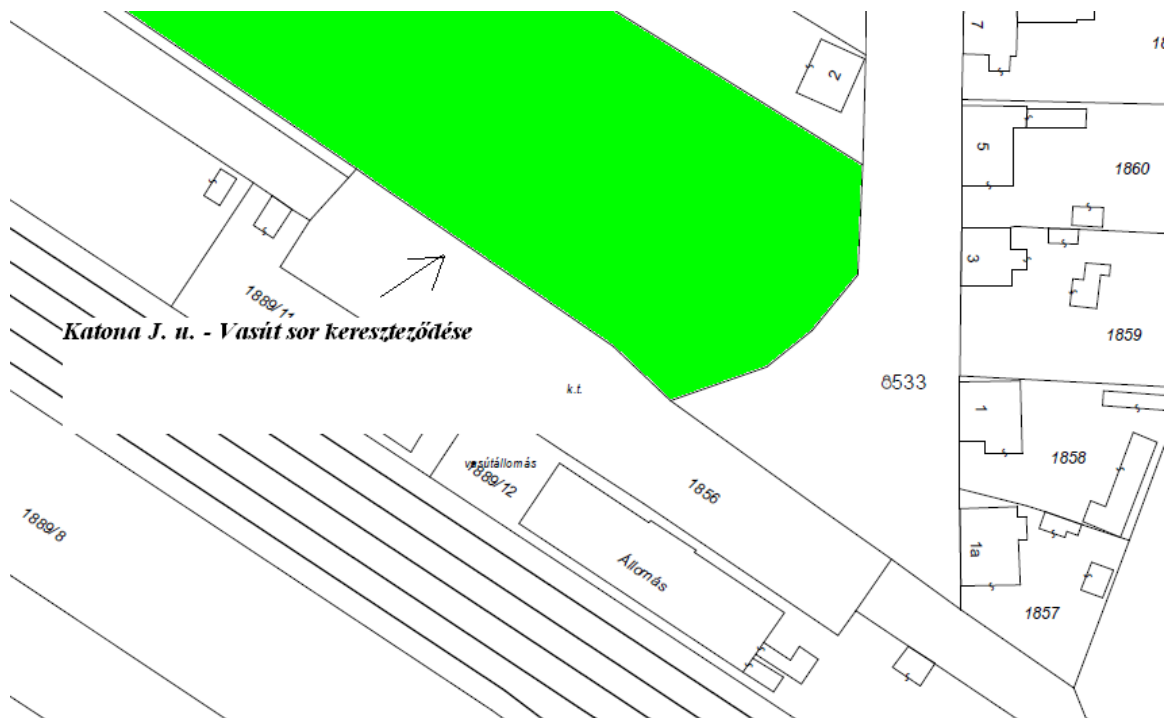 7
2
5
1860
3
1889/11
Katona J. u. - Vasút sor kereszteződése
1859
k.t.
8533
1
1858
vasútállomás
1889/12
1856
1889/8
Állomás
1a
1857